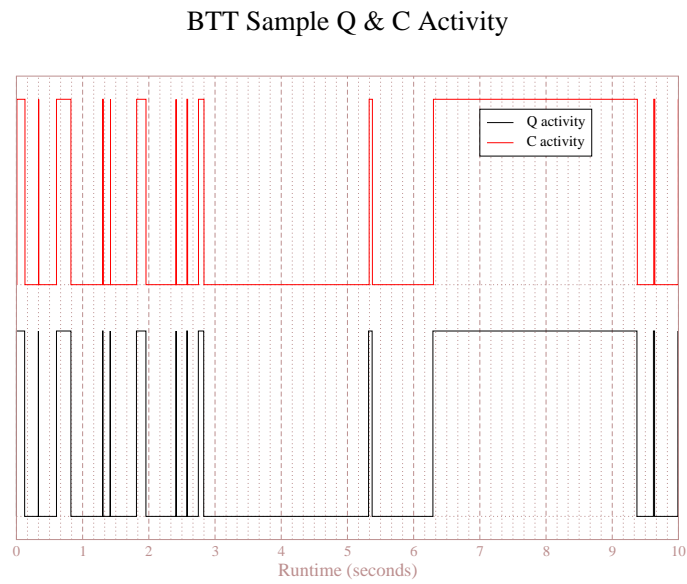 BTT Sample Q & C Activity
Q activity
C activity
0 1 2 3 4 5 6 7 8 9 10
Runtime (seconds)